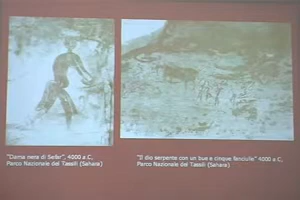 "Dama nera di Sefar", 4000 a C,
Parco Nazionale del Tassili (Sahara)
"Il dio serpente con un bue e cinque fanciulle" 4000 a C,
Parco Nazionale del Tassili (Sahara)